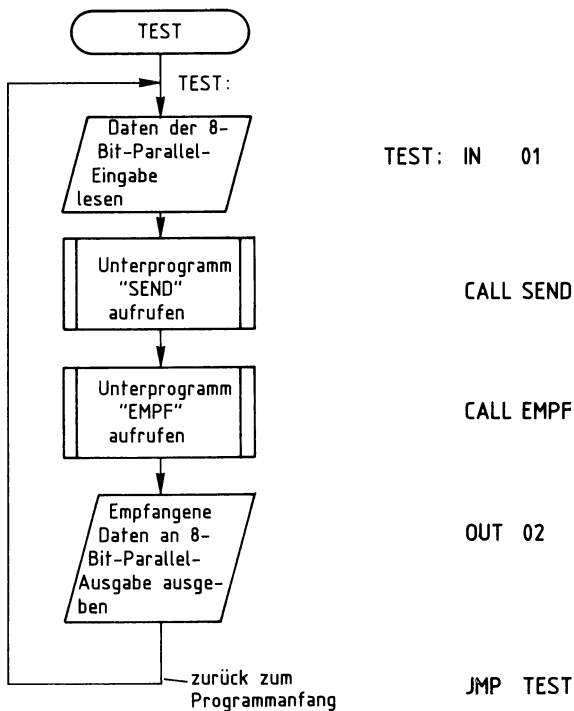 TEST
TEST:
Daten der 8-
Bit-Parallel-
Eingabe
lesen
TEST: IN 01
Unterprogramm
"SEND"
aufrufen
CALL SEND
Unterprogramm
"EMPF"
aufrufen
CALL EMPF
Empfangene
Daten an 8-
Bit-Parallel-
Ausgabe ausge-
ben
OUT 02
zurück zum
Programmanfang
JMP TEST